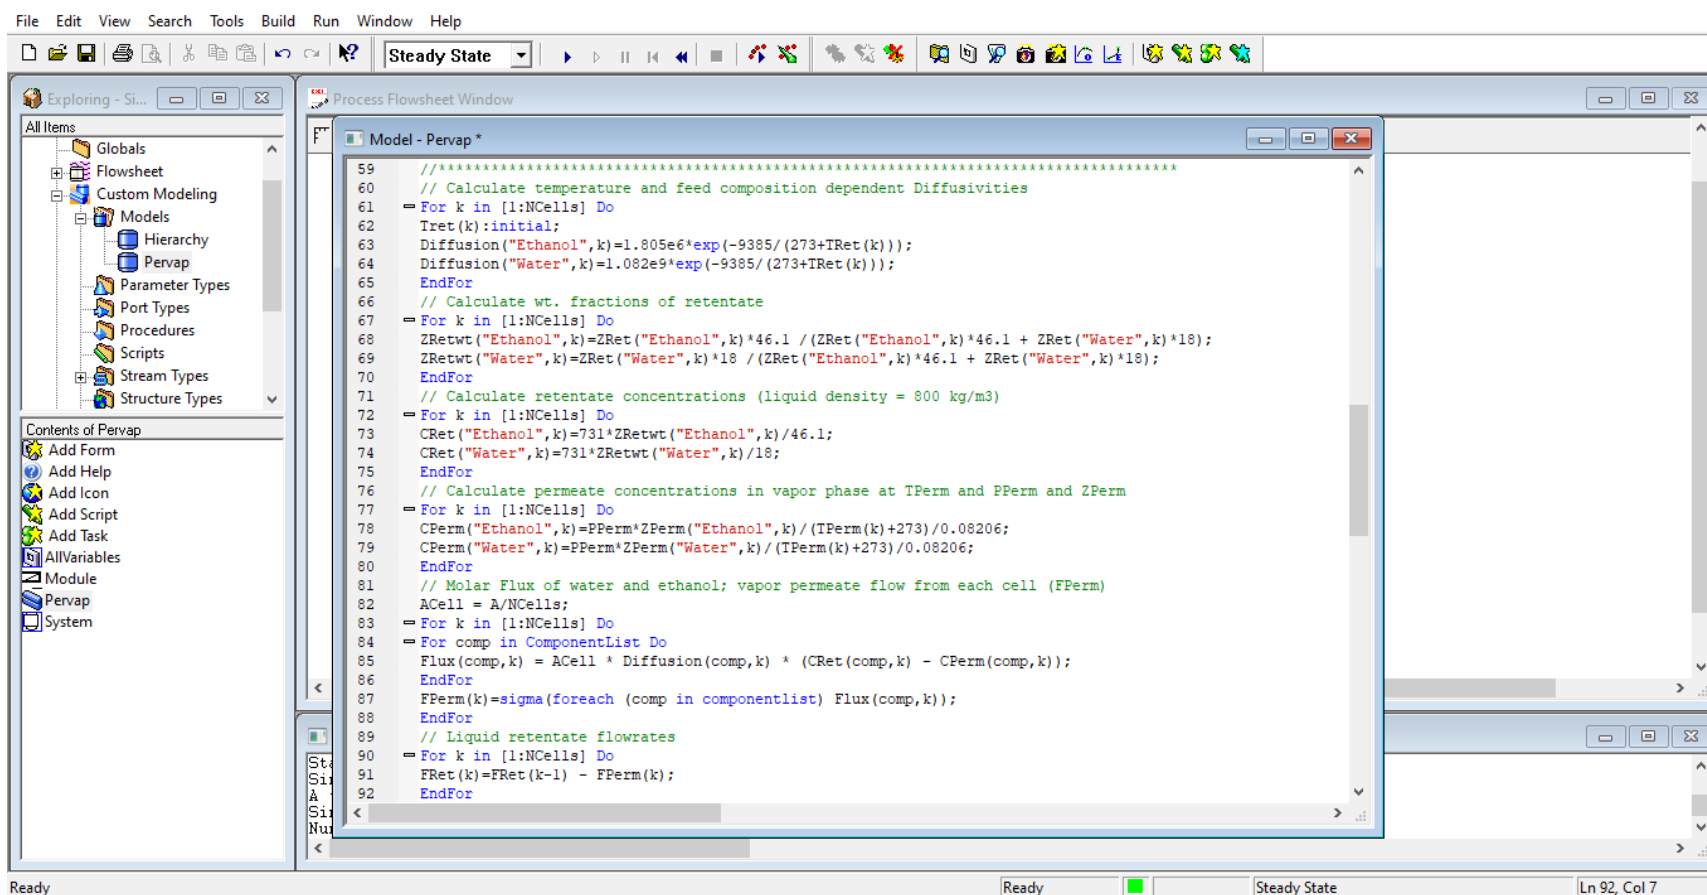 File Edit View Search Tools Build Run Window Help
Steady State
Exploring - Si...
All Items
Globals
Flowsheet
Custom Modeling
Models
Hierarchy
Pervap
Parameter Types
Port Types
Procedures
Scripts
Stream Types
Structure Types
Contents of Pervap
Add Form
Add Help
Add Icon
Add Script
Add Task
AllVariables
Module
Pervap
System
Process Flowsheet Window
Model - Pervap *
59 //*************************************************************************************
60 // Calculate temperature and feed composition dependent Diffusivities
61 For k in [1:NCells] Do
62 Tret(k):initial;
63 Diffusion("Ethanol",k)=1.805e6*exp(-9385/(273+TRet(k)));
64 Diffusion("Water",k)=1.082e9*exp(-9385/(273+TRet(k)));
65 EndFor
66 // Calculate wt. fractions of retentate
67 For k in [1:NCells] Do
68 ZRetwt("Ethanol",k)=ZRet("Ethanol",k)*46.1 /(ZRet("Ethanol",k)*46.1 + ZRet("Water",k)*18);
69 ZRetwt("Water",k)=ZRet("Water",k)*18 /(ZRet("Ethanol",k)*46.1 + ZRet("Water",k)*18);
70 EndFor
71 // Calculate retentate concentrations (liquid density = 800 kg/m3)
72 For k in [1:NCells] Do
73 CRet("Ethanol",k)=731*ZRetwt("Ethanol",k)/46.1;
74 CRet("Water",k)=731*ZRetwt("Water",k)/18;
75 EndFor
76 // Calculate permeate concentrations in vapor phase at TPerm and PPerm and ZPerm
77 For k in [1:NCells] Do
78 CPerm("Ethanol",k)=PPerm*ZPerm("Ethanol",k)/(TPerm(k)+273)/0.08206;
79 CPerm("Water",k)=PPerm*ZPerm("Water",k)/(TPerm(k)+273)/0.08206;
80 EndFor
81 // Molar Flux of water and ethanol; vapor permeate flow from each cell (FPerm)
82 ACell = A/NCells;
83 For k in [1:NCells] Do
84 For comp in ComponentList Do
85 Flux(comp,k) = ACell * Diffusion(comp,k) * (CRet(comp,k) - CPerm(comp,k));
86 EndFor
87 FPerm(k)=sigma(foreach (comp in componentlist) Flux(comp,k));
88 EndFor
89 // Liquid retentate flowrates
90 For k in [1:NCells] Do
91 FRet(k)=FRet(k-1) - FPerm(k);
92 EndFor
A
Ready
Ready
Steady State
Ln 92, Col 7